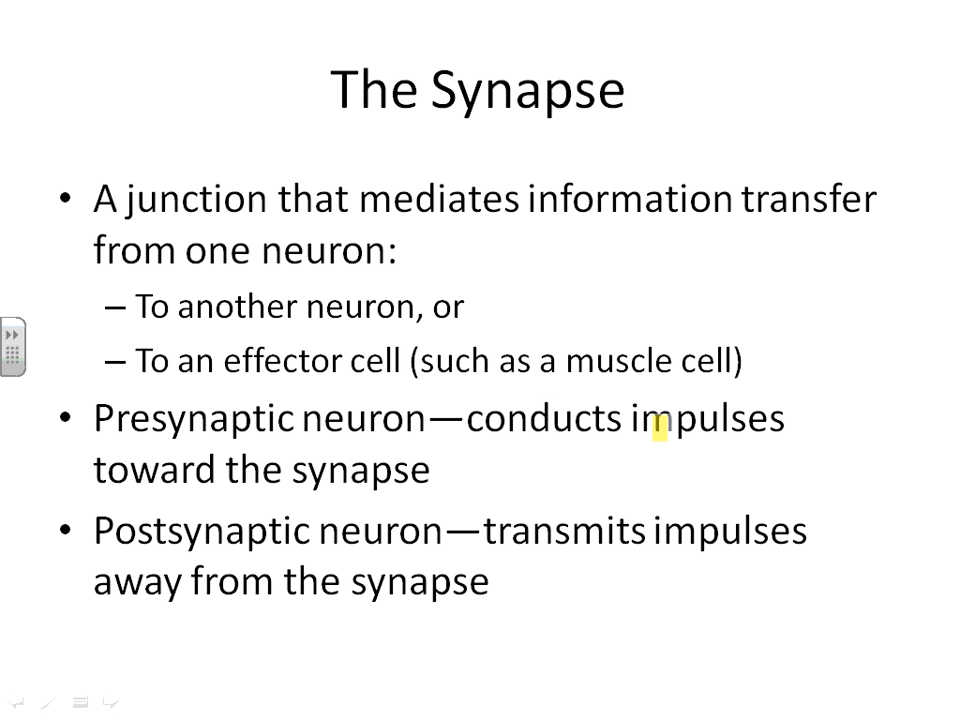 The Synapse
• A junction that mediates information transfer
from one neuron:
– To another neuron, or
– To an effector cell (such as a muscle cell)
• Presynaptic neuron—conducts impulses
toward the synapse
• Postsynaptic neuron—transmits impulses
away from the synapse